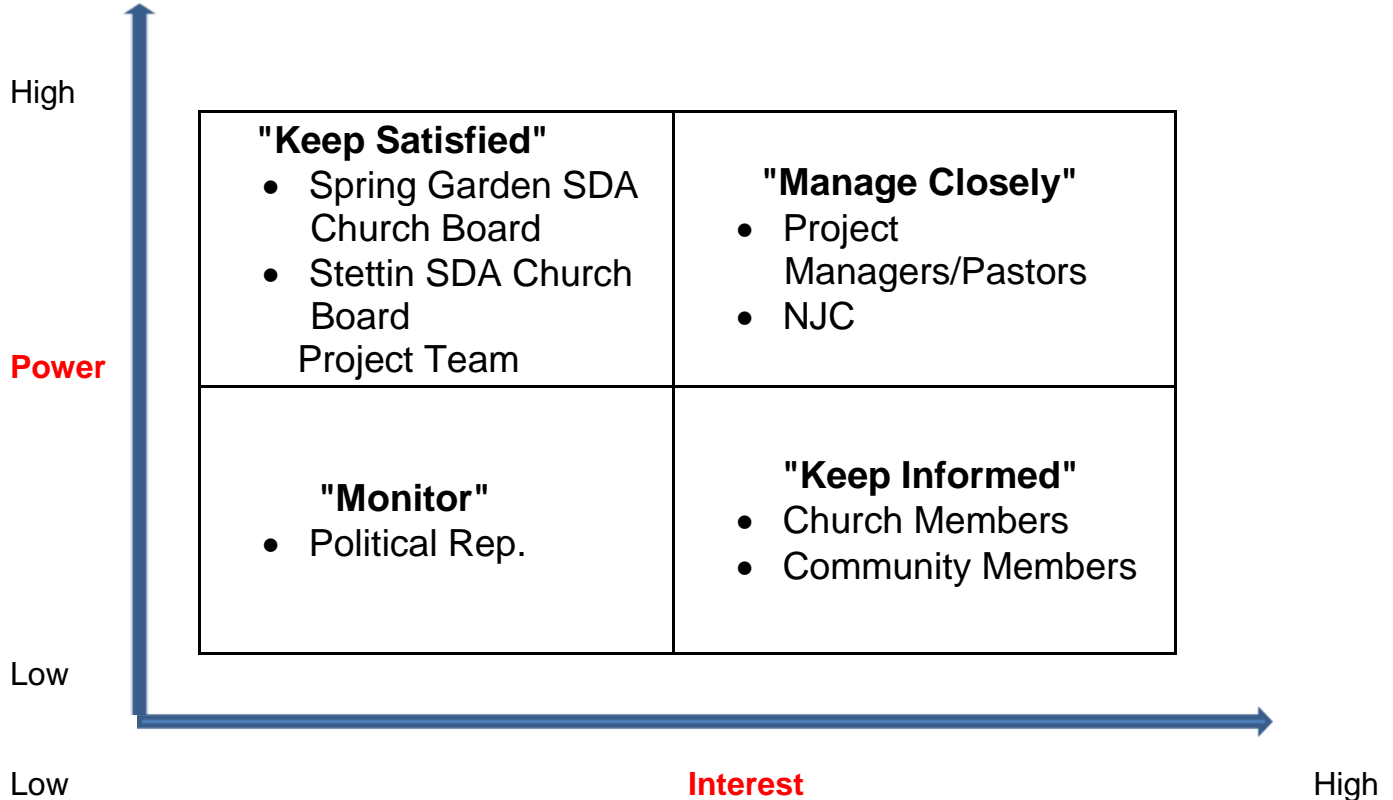 High
"Keep Satisfied"
• Spring Garden SDA
Church Board
• Stettin SDA Church
Board
Project Team
"Manage Closely"
• Project
Managers/Pastors
• NJC
Power
"Monitor"
• Political Rep.
"Keep Informed"
• Church Members
• Community Members
Low
Low
Interest
High